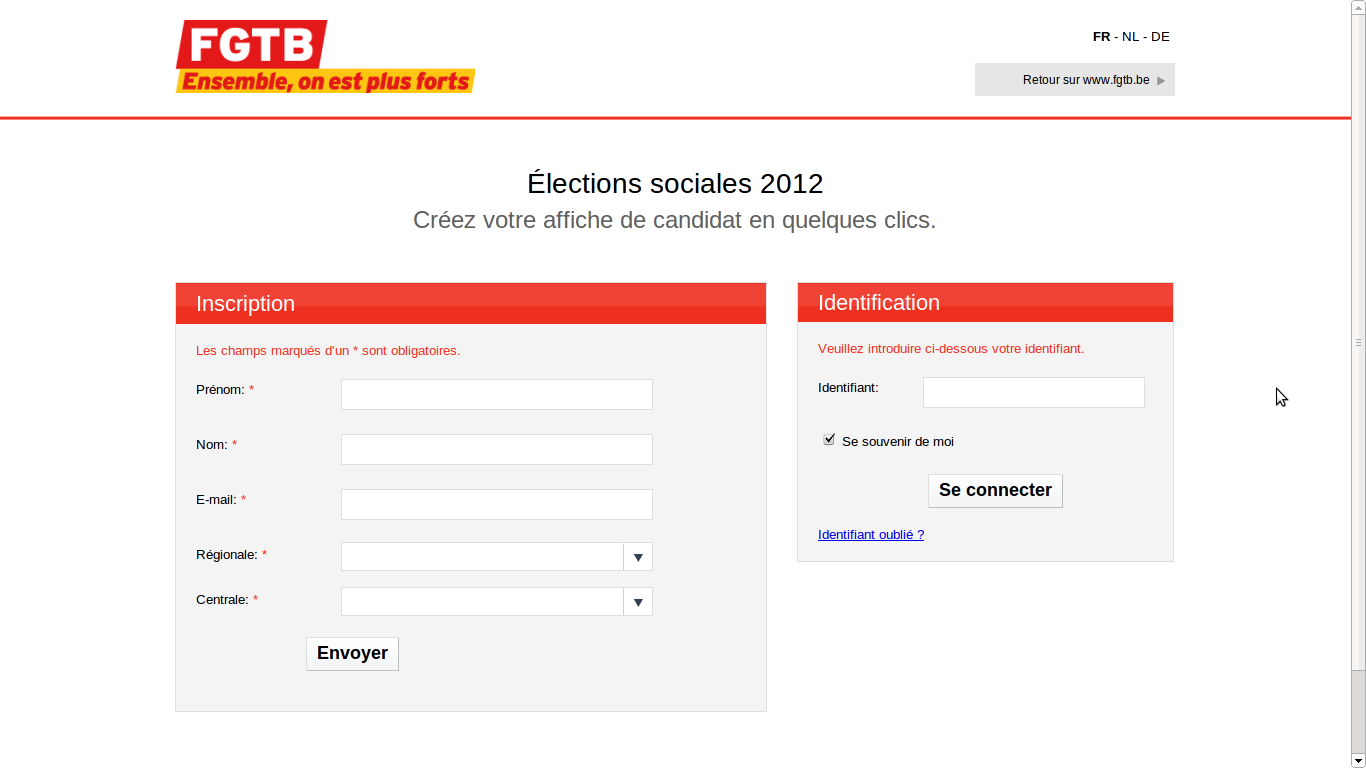 FGTB
Ensemble, on est plus forts
FR - NL - DE
Retour sur www.fgtb.be
Élections sociales 2012
Créez votre affiche de candidat en quelques clics.
Inscription
Les champs marqués d'un * sont obligatoires.
Prénom: *
Nom: *
E-mail: *
Régionale: *
Centrale: *
Envoyer
Identification
Veuillez introduire ci-dessous votre identifiant.
Identifiant:
Se souvenir de moi
Se connecter
Identifiant oublié ?